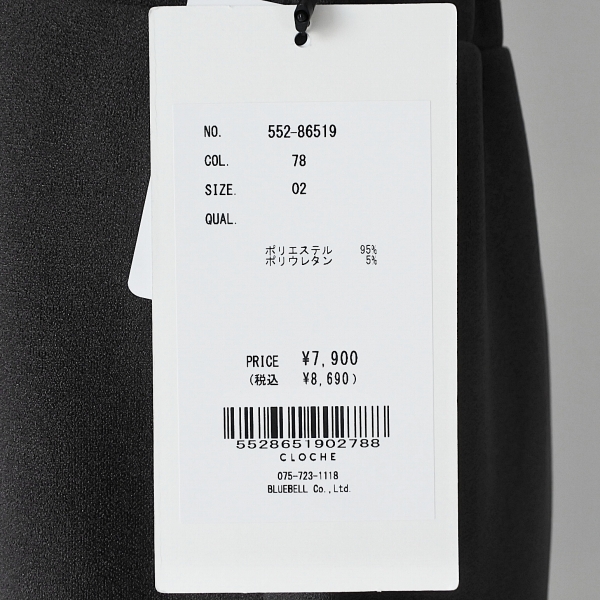 NO. 552-86519
COL. 78
SIZE. 02
QUAL.
ポリエステル 95%
ポリウレタン 5%
PRICE ¥7,900
(税込 ¥8,690)
5528651902788
CLOCHE
075-723-1118
BLUEBELL Co.,Ltd.